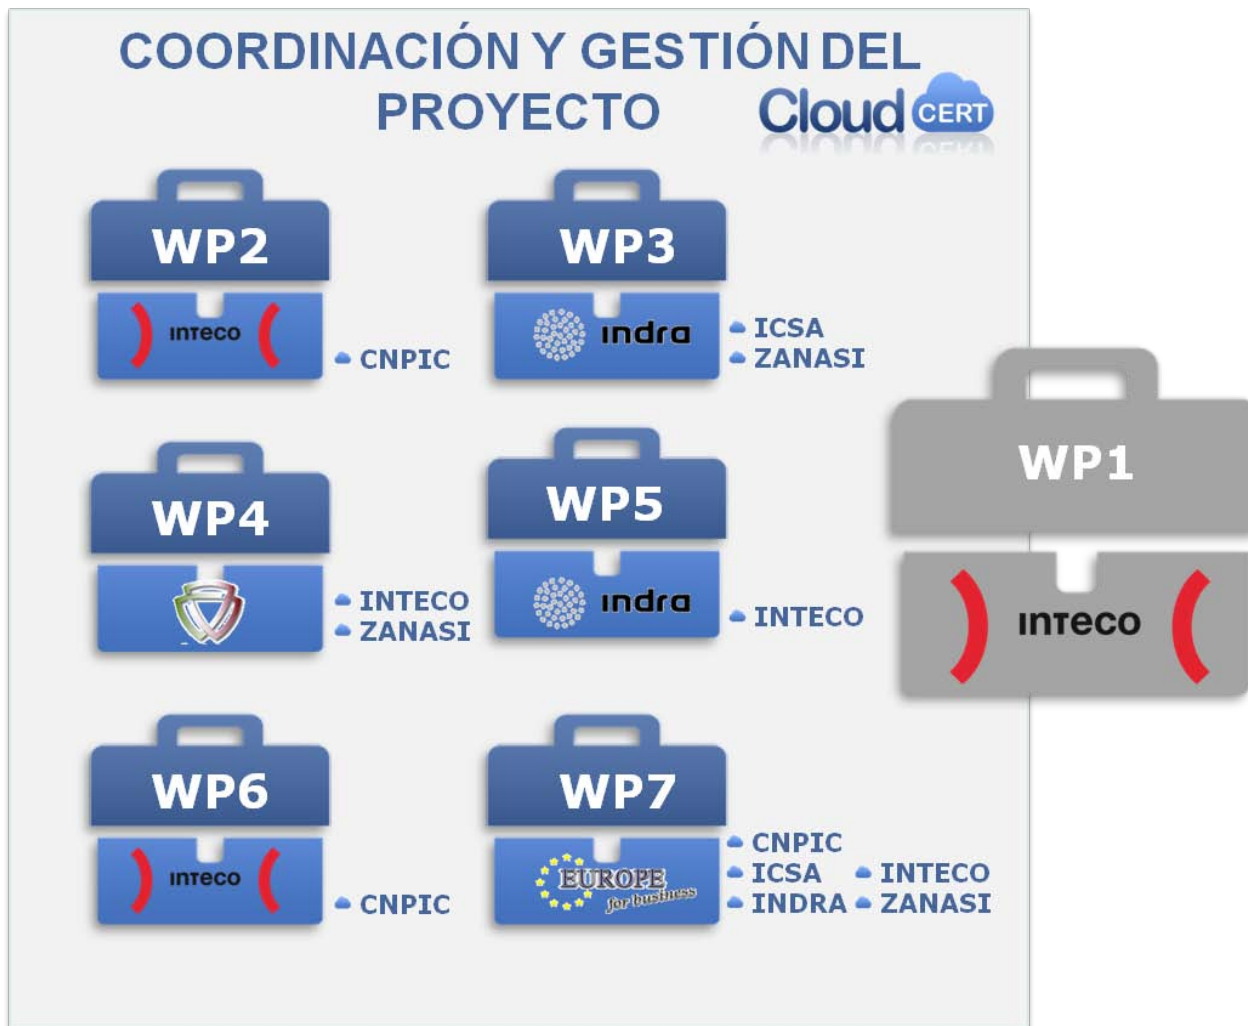 COORDINACIÓN Y GESTIÓN DEL
PROYECTO
Cloud CERT
WP2
INTECO
CNPIC
WP3
indra
ICSA
ZANASI
WP1
INTECO
WP4
INTECO
ZANASI
WP5
indra
INTECO
WP6
INTECO
CNPIC
WP7
EUROPE
for business
CNPIC
ICSA
INTECO
INDRA
ZANASI